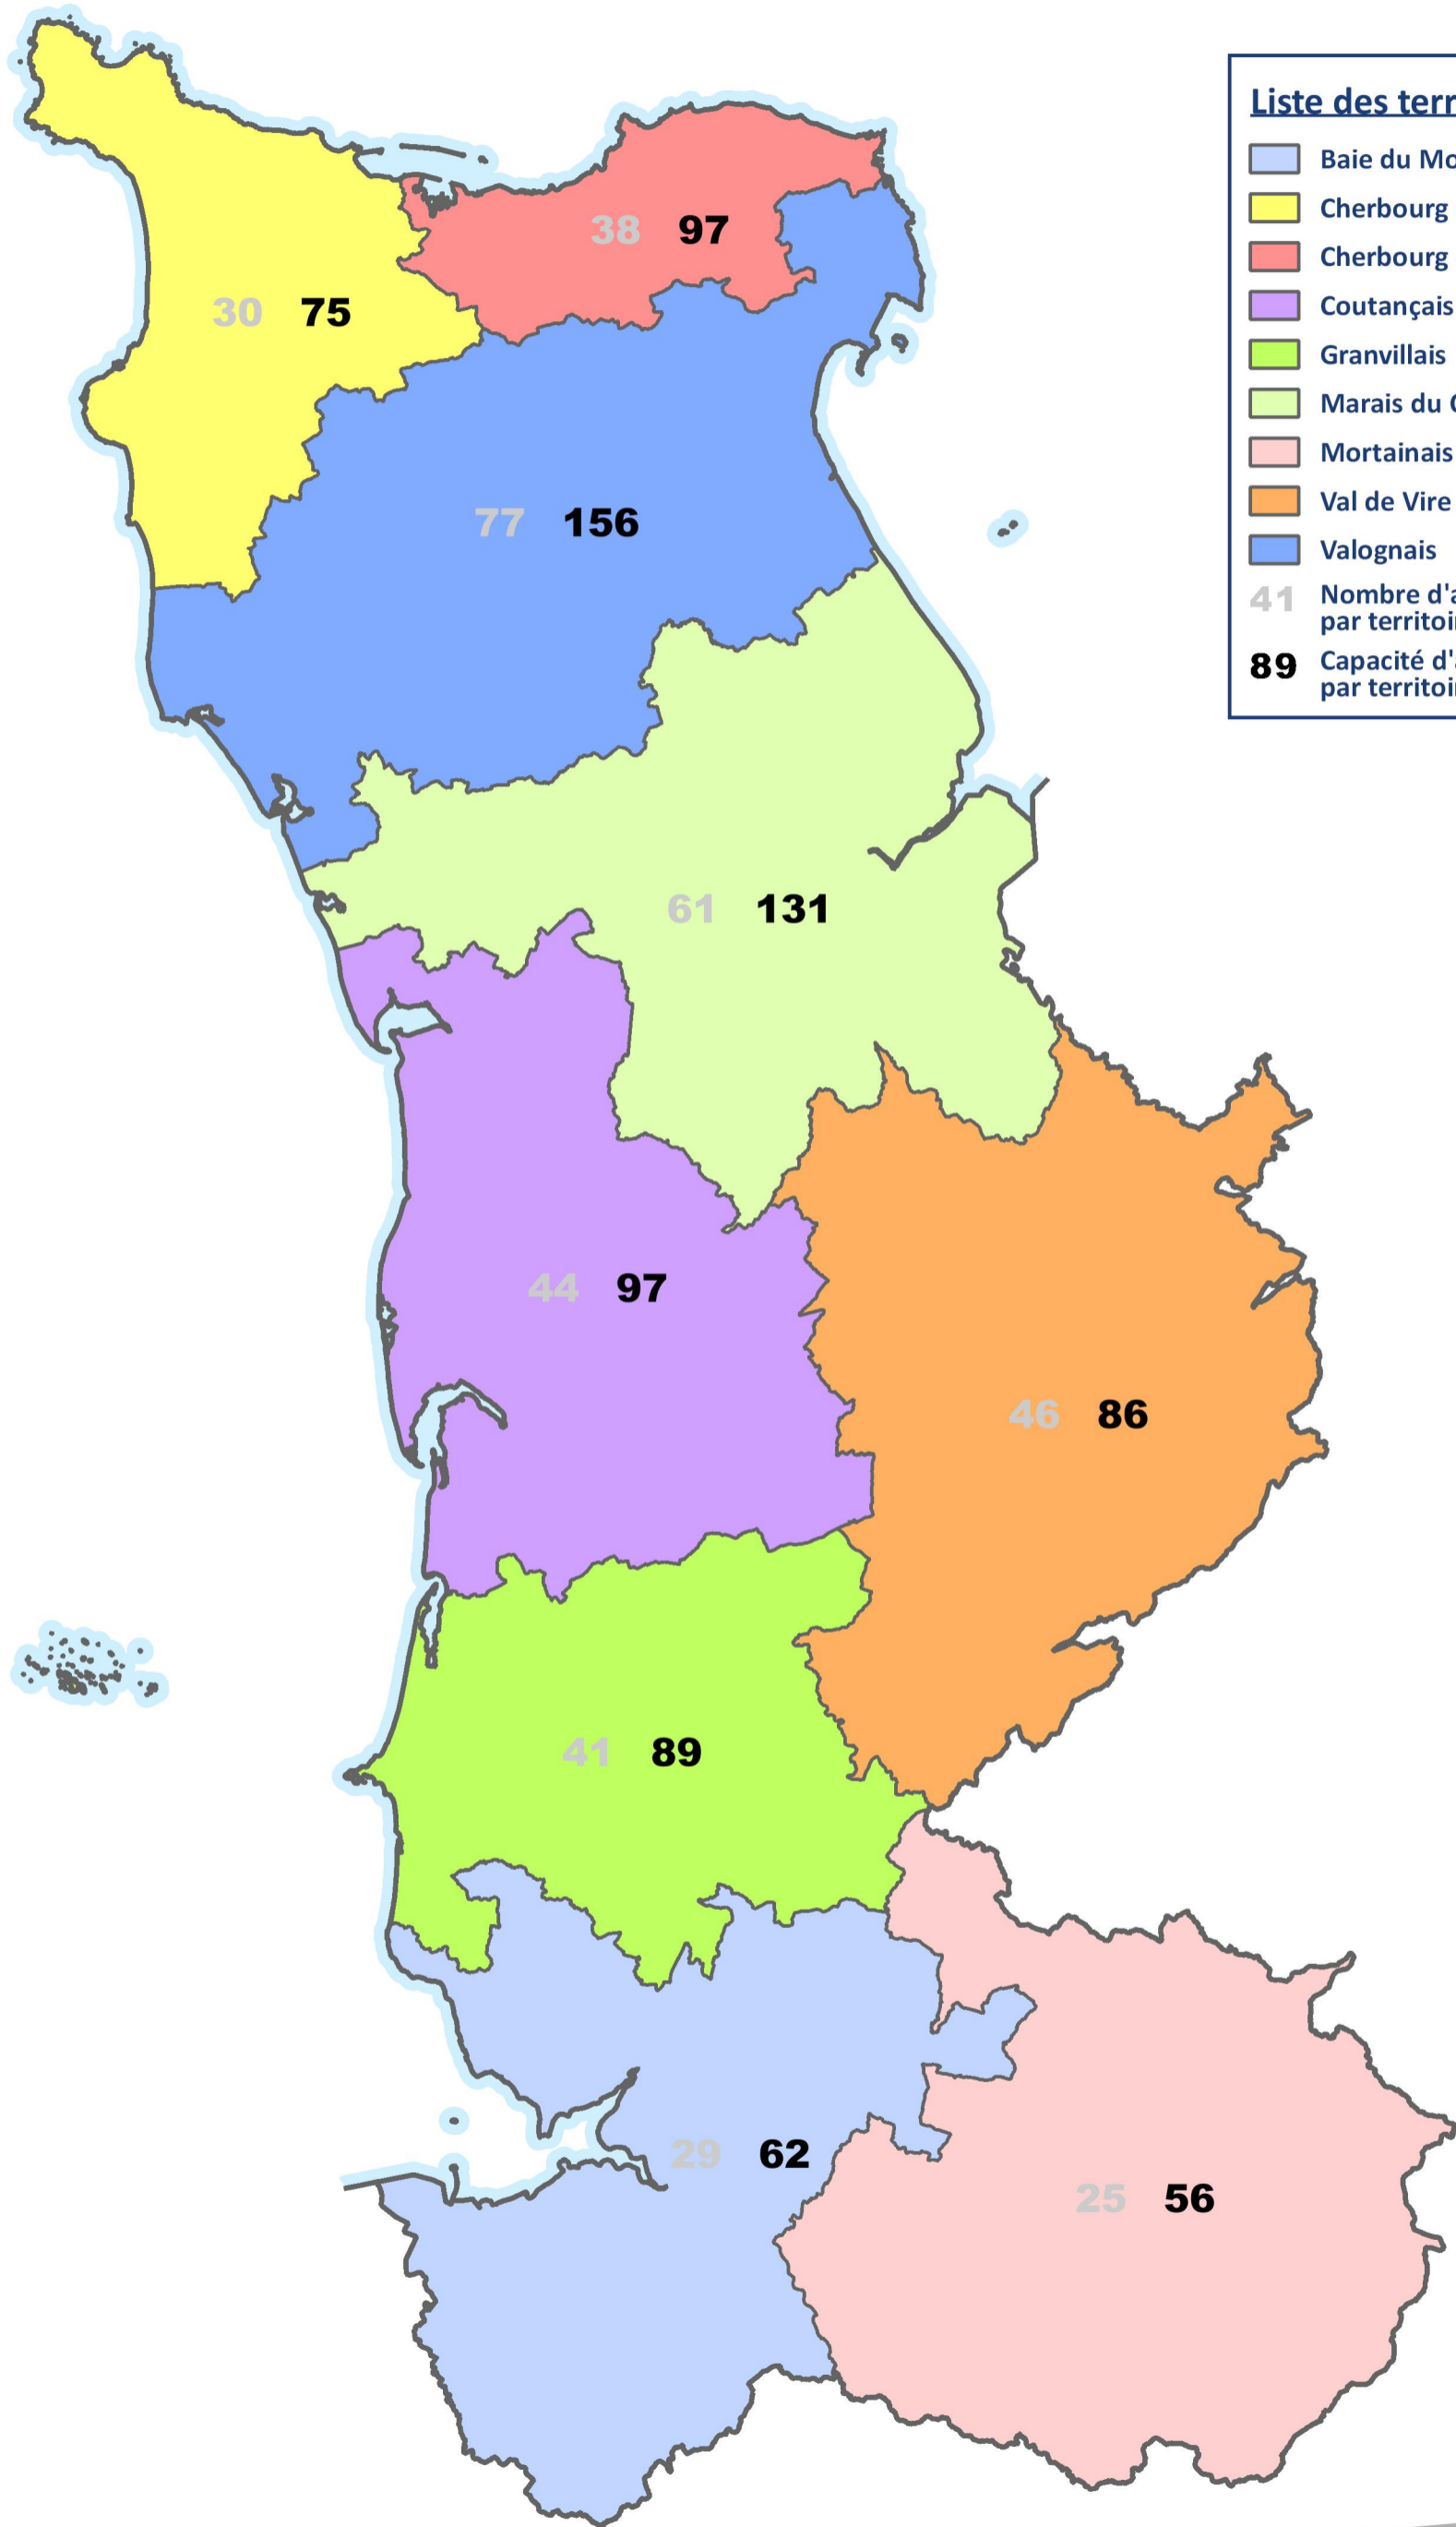 Liste des terr
Baie du Mo
Cherbourg
Cherbourg
Coutançais
Granvillais
Marais du C
Mortainais
Val de Vire
Valognais
41 Nombre d'a
par territoi
89 Capacité d'a
par territoi
38 97
30 75
77 156
61 131
44 97
46 86
41 89
29 62
25 56